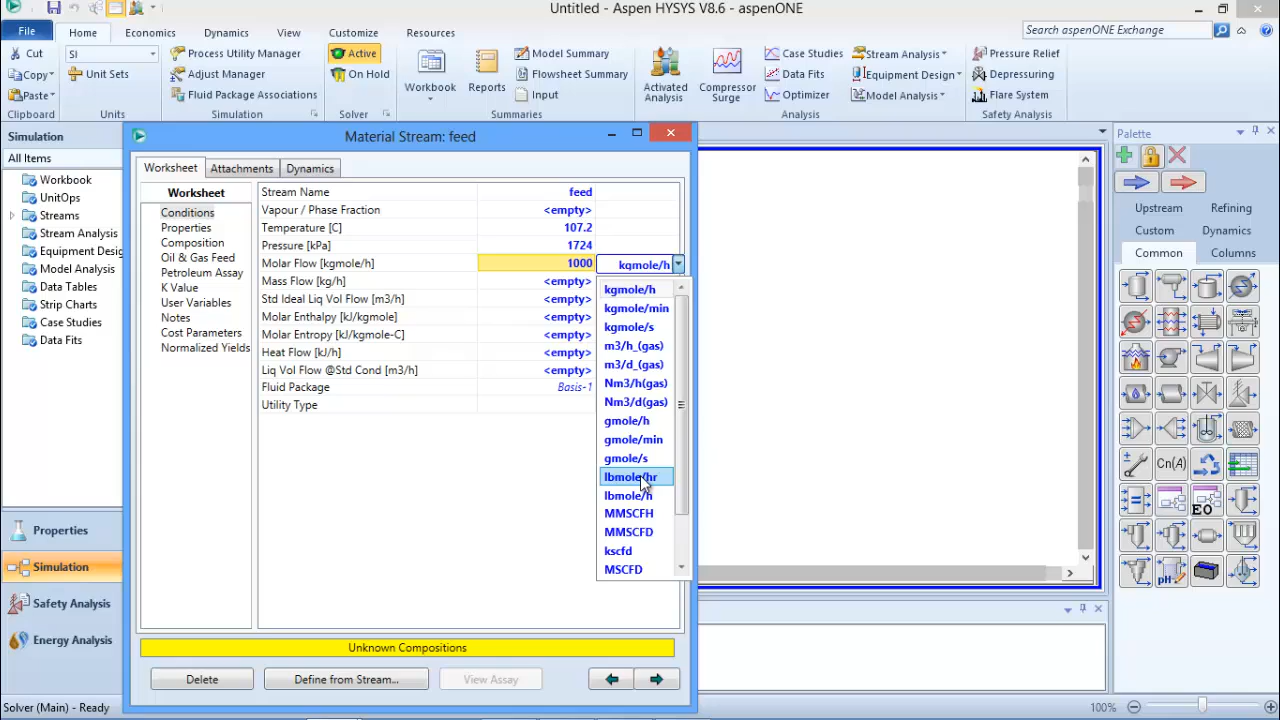 Untitled - Aspen HYSYS V8.6 - aspenONE
File
Home
Economics
Dynamics
View
Customize
Resources
Search aspenONE Exchange
Cut
SI
Process Utility Manager
Active
Model Summary
Case Studies
Stream Analysis
Pressure Relief
Copy
Unit Sets
Adjust Manager
On Hold
Workbook
Reports
Flowsheet Summary
Activated Analysis
Compressor Surge
Data Fits
Equipment Design
Depressuring
Paste
Fluid Package Associations
Input
Optimizer
Model Analysis
Flare System
Clipboard
Units
Simulation
Solver
Summaries
Analysis
Safety Analysis
Simulation
All Items
Workbook
UnitOps
Streams
Stream Analysis
Equipment Desig
Model Analysis
Data Tables
Strip Charts
Case Studies
Data Fits
Properties
Simulation
Safety Analysis
Energy Analysis
Material Stream: feed
Worksheet
Attachments
Dynamics
Worksheet
Conditions
Properties
Composition
Oil & Gas Feed
Petroleum Assay
K Value
User Variables
Notes
Cost Parameters
Normalized Yields
Stream Name feed
Vapour / Phase Fraction <empty>
Temperature [C] 107.2
Pressure [kPa] 1724
Molar Flow [kgmole/h] 1000 kgmole/h
Mass Flow [kg/h] <empty>
Std Ideal Liq Vol Flow [m3/h] <empty>
Molar Enthalpy [kJ/kgmole] <empty>
Molar Entropy [kJ/kgmole-C] <empty>
Heat Flow [kJ/h] <empty>
Liq Vol Flow @Std Cond [m3/h] <empty>
Fluid Package Basis-1
Utility Type
kgmole/h
kgmole/min
kgmole/s
m3/h_(gas)
m3/d_(gas)
Nm3/h(gas)
Nm3/d(gas)
gmole/h
gmole/min
gmole/s
lbmole/hr
lbmole/h
MMSCFH
MMSCFD
kscfd
MSCFD
Unknown Compositions
Delete
Define from Stream...
View Assay
Palette
Upstream
Refining
Custom
Dynamics
Common
Columns
Cn(A)
EO
pH
Solver (Main) - Ready
100%